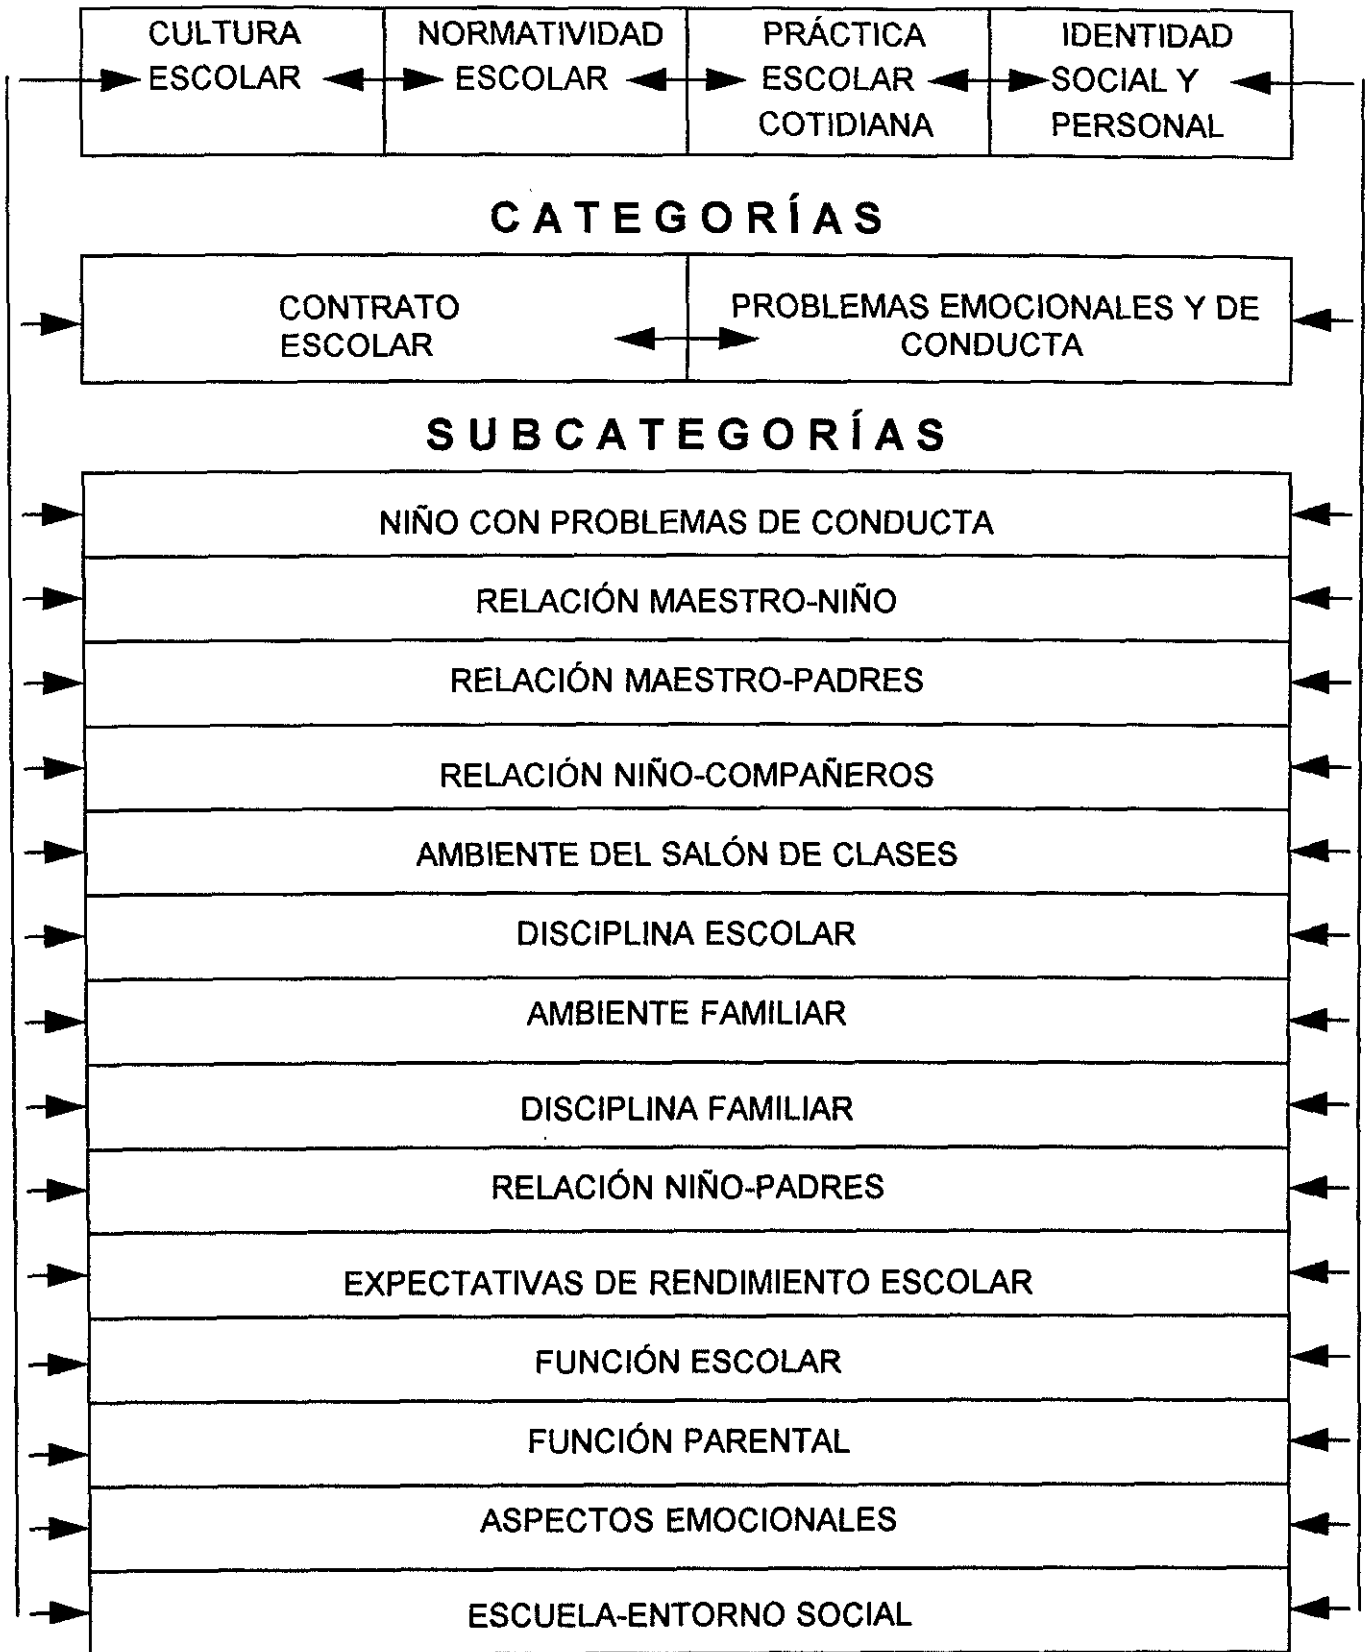 CULTURA
ESCOLAR
NORMATIVIDAD
ESCOLAR
PRÁCTICA
ESCOLAR
COTIDIANA
IDENTIDAD
SOCIAL Y
PERSONAL
CATEGORÍAS
CONTRATO
ESCOLAR
PROBLEMAS EMOCIONALES Y DE
CONDUCTA
SUBCATEGORÍAS
NIÑO CON PROBLEMAS DE CONDUCTA
RELACIÓN MAESTRO-NIÑO
RELACIÓN MAESTRO-PADRES
RELACIÓN NIÑO-COMPAÑEROS
AMBIENTE DEL SALÓN DE CLASES
DISCIPLINA ESCOLAR
AMBIENTE FAMILIAR
DISCIPLINA FAMILIAR
RELACIÓN NIÑO-PADRES
EXPECTATIVAS DE RENDIMIENTO ESCOLAR
FUNCIÓN ESCOLAR
FUNCIÓN PARENTAL
ASPECTOS EMOCIONALES
ESCUELA-ENTORNO SOCIAL